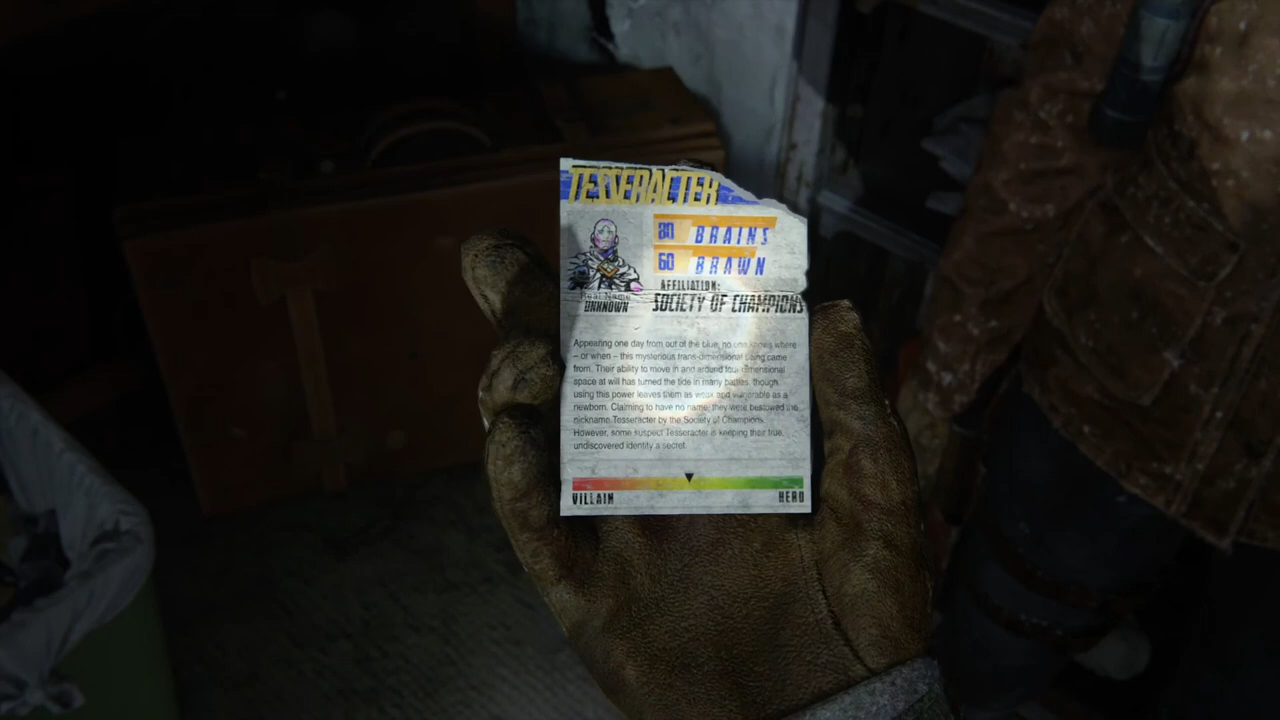 TESSERACTER
80 BRAINS
60 BRAWN
AFFILIATION:
SOCIETY OF CHAMPIONS
Real Name
UNKNOWN
Appearing one day from out of the blue, no one knows where
– or when – this mysterious trans-dimensional being came
from. Their ability to move in and around four-dimensional
space at will has turned the tide in many battles, though
using this power leaves them as weak and vulnerable as a
newborn. Claiming to have no name, they were bestowed the
nickname Tesseracter by the Society of Champions.
However, some suspect Tesseracter is keeping their true,
undiscovered identity a secret.
VILLAIN HERO